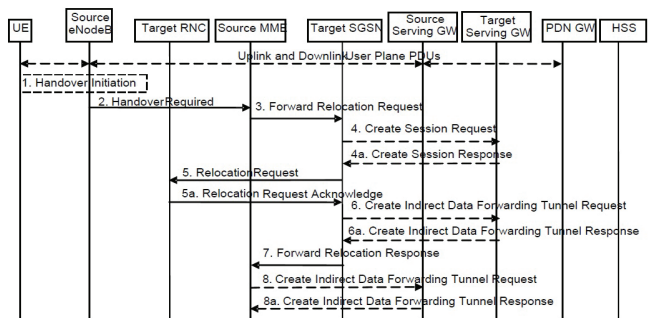 UE
Source
eNodeB
Target RNC
Source MME
Target SGSN
Source
Serving GW
Target
Serving GW
PDN GW
HSS
Uplink and Downlink User Plane PDUs
1. Handover Initiation
2. Handover Required
3. Forward Relocation Request
4. Create Session Request
4a. Create Session Response
5. Relocation Request
5a. Relocation Request Acknowledge
6. Create Indirect Data Forwarding Tunnel Request
6a. Create Indirect Data Forwarding Tunnel Response
7. Forward Relocation Response
8. Create Indirect Data Forwarding Tunnel Request
8a. Create Indirect Data Forwarding Tunnel Response